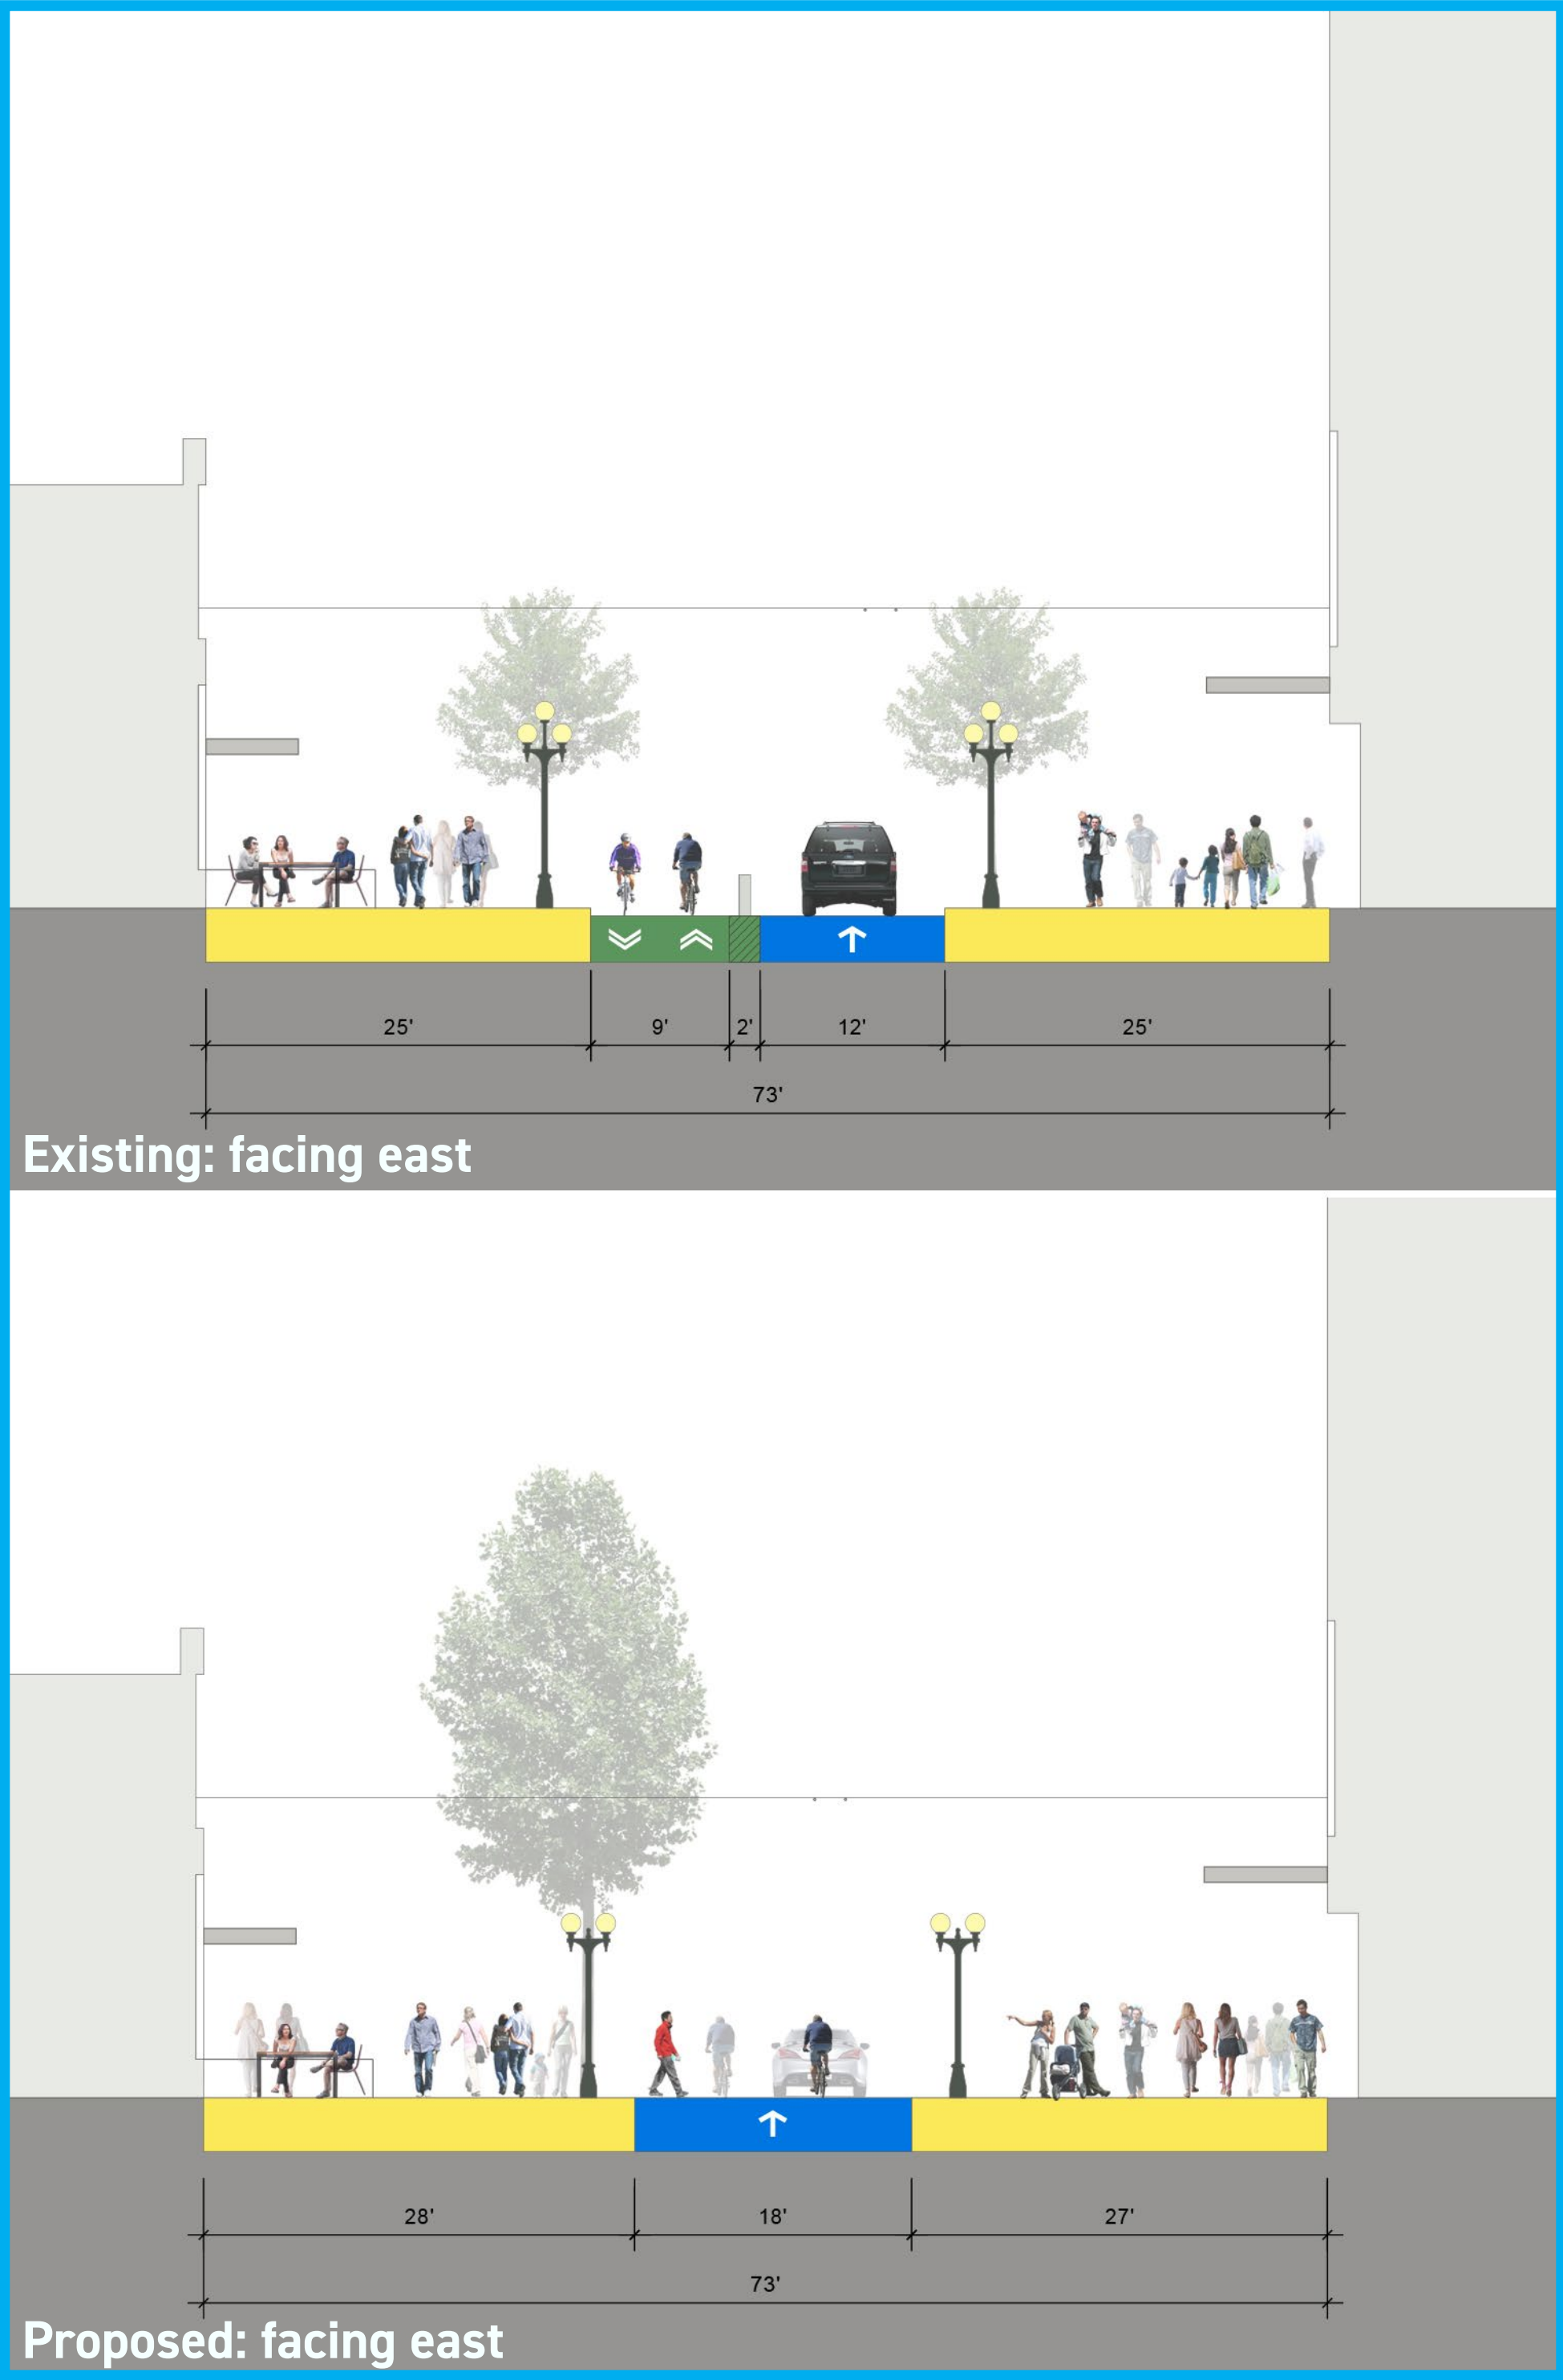 25' 9' 2' 12' 25'
73'
Existing: facing east
28' 18' 27'
73'
Proposed: facing east